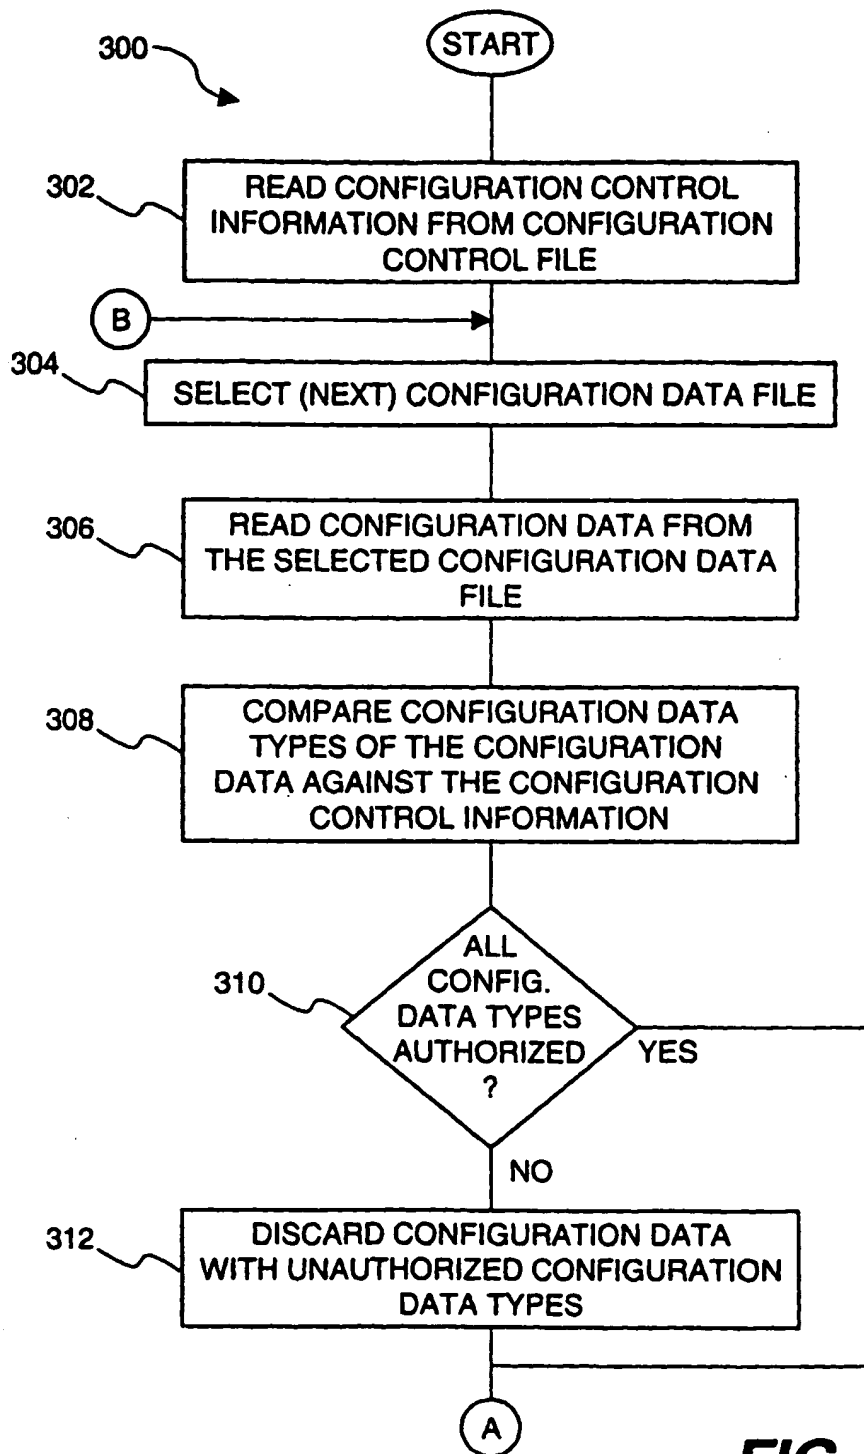 START
300
302
READ CONFIGURATION CONTROL
INFORMATION FROM CONFIGURATION
CONTROL FILE
B
304
SELECT (NEXT) CONFIGURATION DATA FILE
306
READ CONFIGURATION DATA FROM
THE SELECTED CONFIGURATION DATA
FILE
308
COMPARE CONFIGURATION DATA
TYPES OF THE CONFIGURATION
DATA AGAINST THE CONFIGURATION
CONTROL INFORMATION
310
ALL
CONFIG.
DATA TYPES
AUTHORIZED
?
YES
NO
312
DISCARD CONFIGURATION DATA
WITH UNAUTHORIZED CONFIGURATION
DATA TYPES
A
FIG